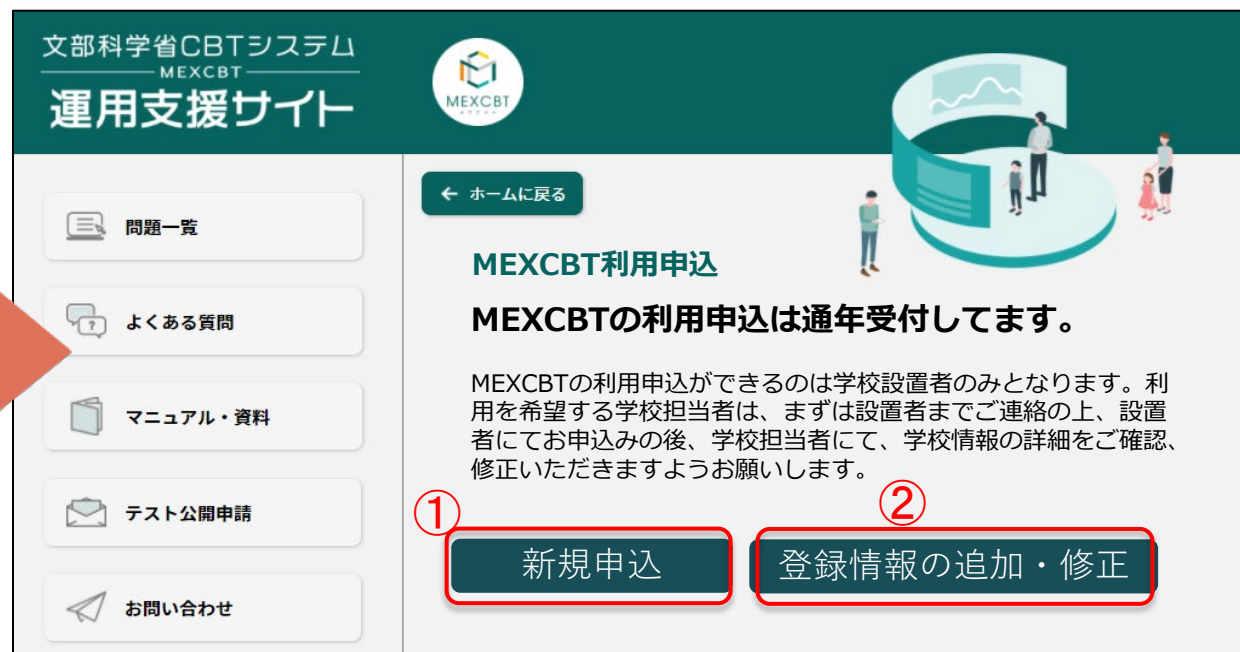 文部科学省CBTシステム
MEXCBT
運用支援サイト
MEXCBT
← ホームに戻る
問題一覧
よくある質問
マニュアル・資料
テスト公開申請
お問い合わせ
MEXCBT利用申込
MEXCBTの利用申込は通年受付してます。
MEXCBTの利用申込ができるのは学校設置者のみとなります。利
用を希望する学校担当者は、まずは設置者までご連絡の上、設置
者にてお申込みの後、学校担当者にて、学校情報の詳細をご確認、
修正いただきますようお願いします。
①
新規申込
②
登録情報の追加・修正